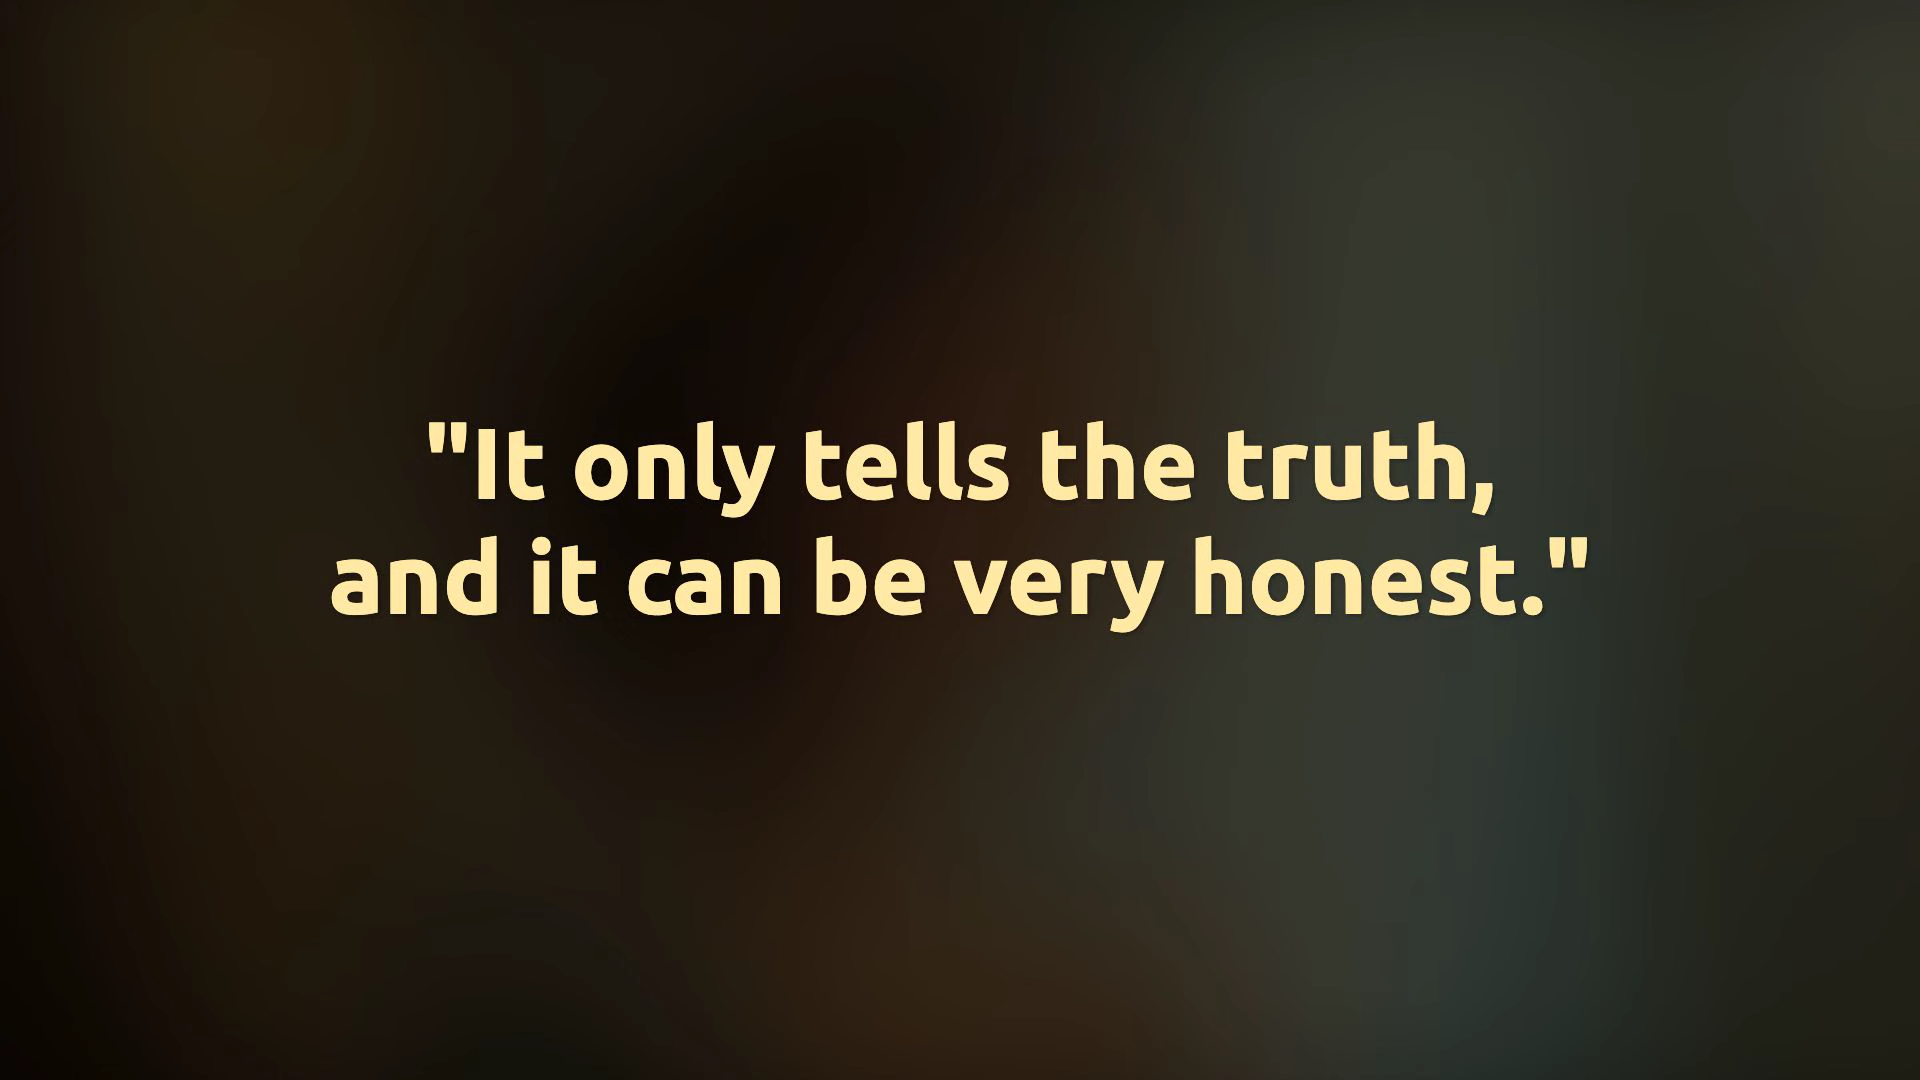 "It only tells the truth,
and it can be very honest."